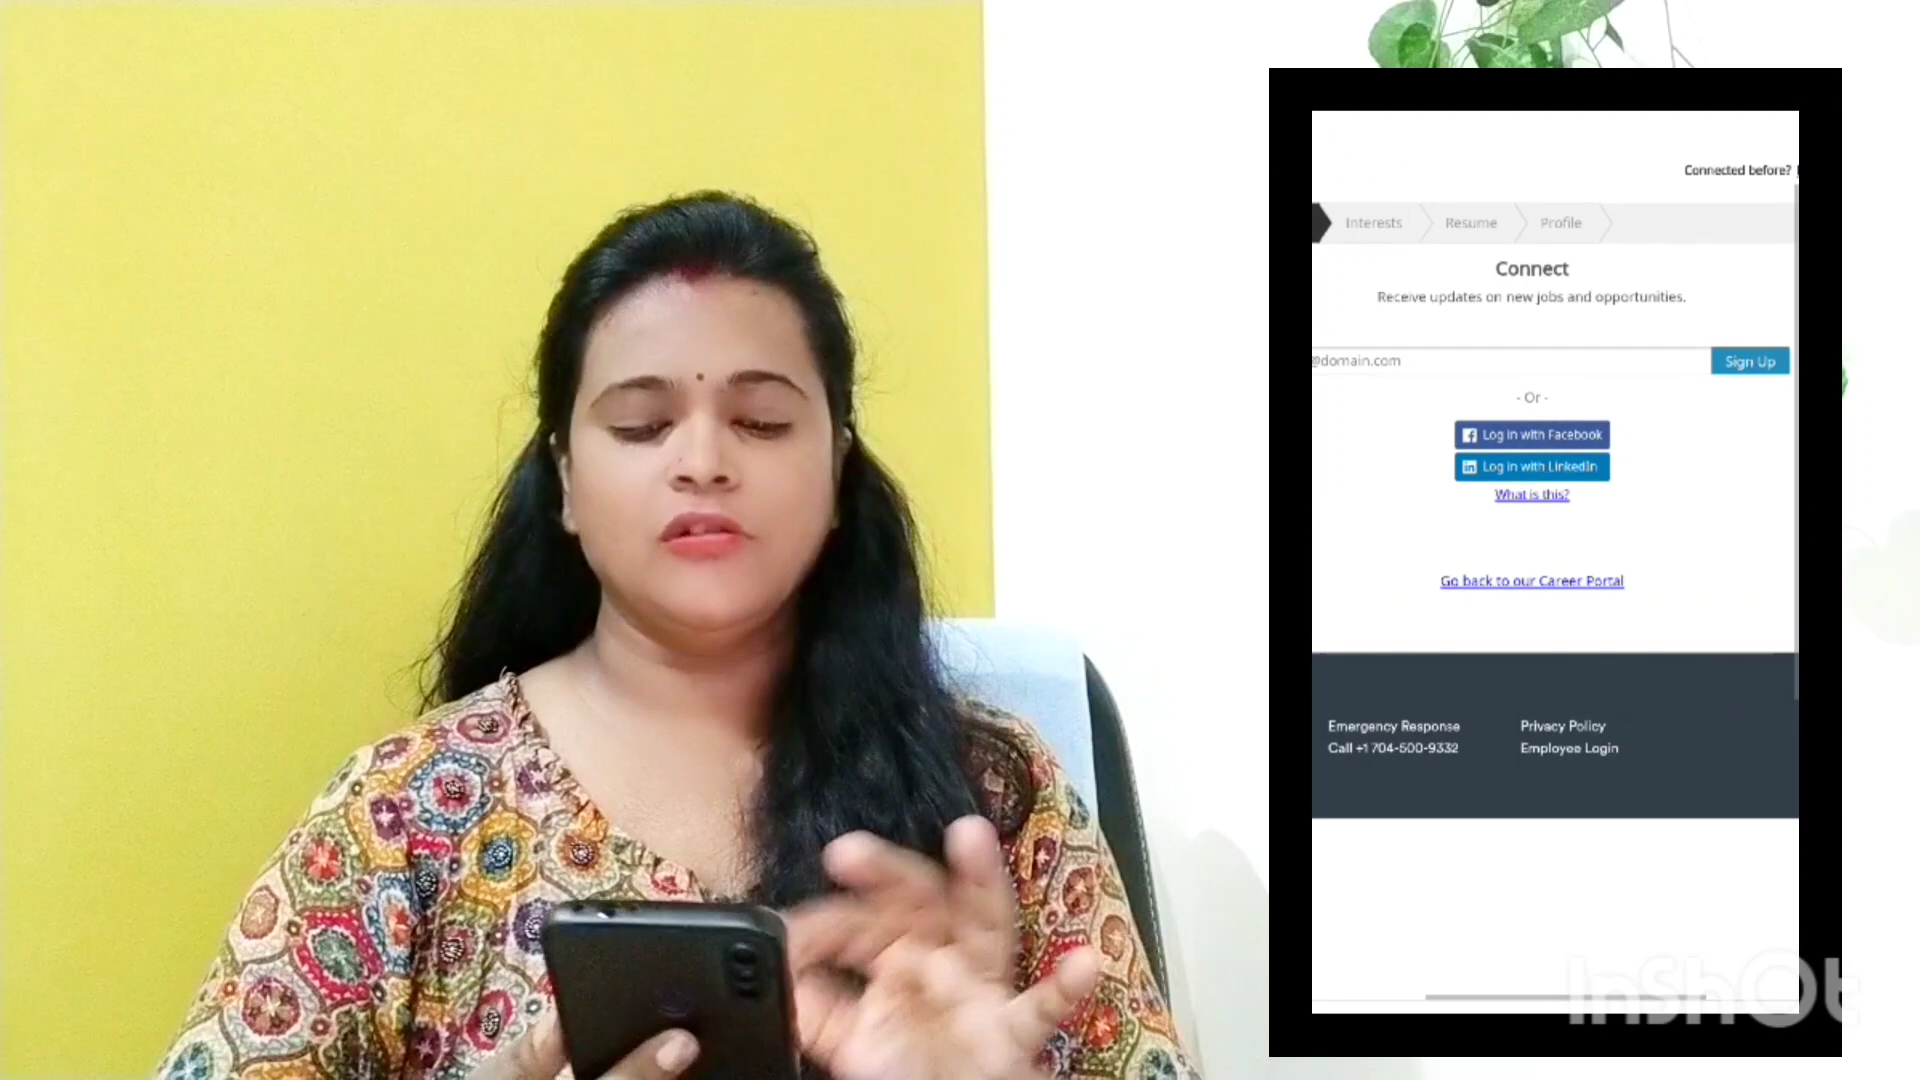 Connected before?
Interests
Resume
Profile
Connect
Receive updates on new jobs and opportunities.
@domain.com
Sign Up
- Or -
Log in with Facebook
Log in with LinkedIn
What is this?
Go back to our Career Portal
Emergency Response
Call +1 704-500-9332
Privacy Policy
Employee Login
InShOt